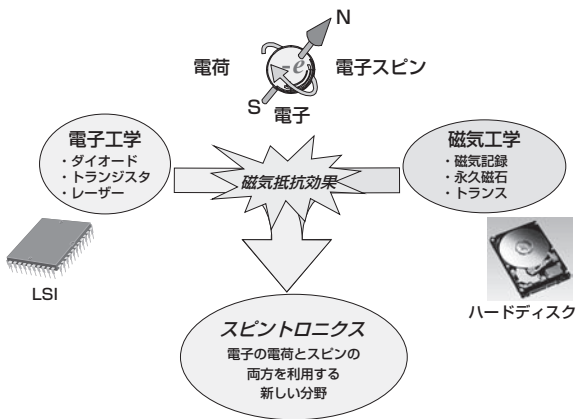 N
電荷
-e
電子スピン
S
電子
電子工学
・ダイオード
・トランジスタ
・レーザー
磁気抵抗効果
磁気工学
・磁気記録
・永久磁石
・トランス
LSI
ハードディスク
スピントロニクス
電子の電荷とスピンの
両方を利用する
新しい分野